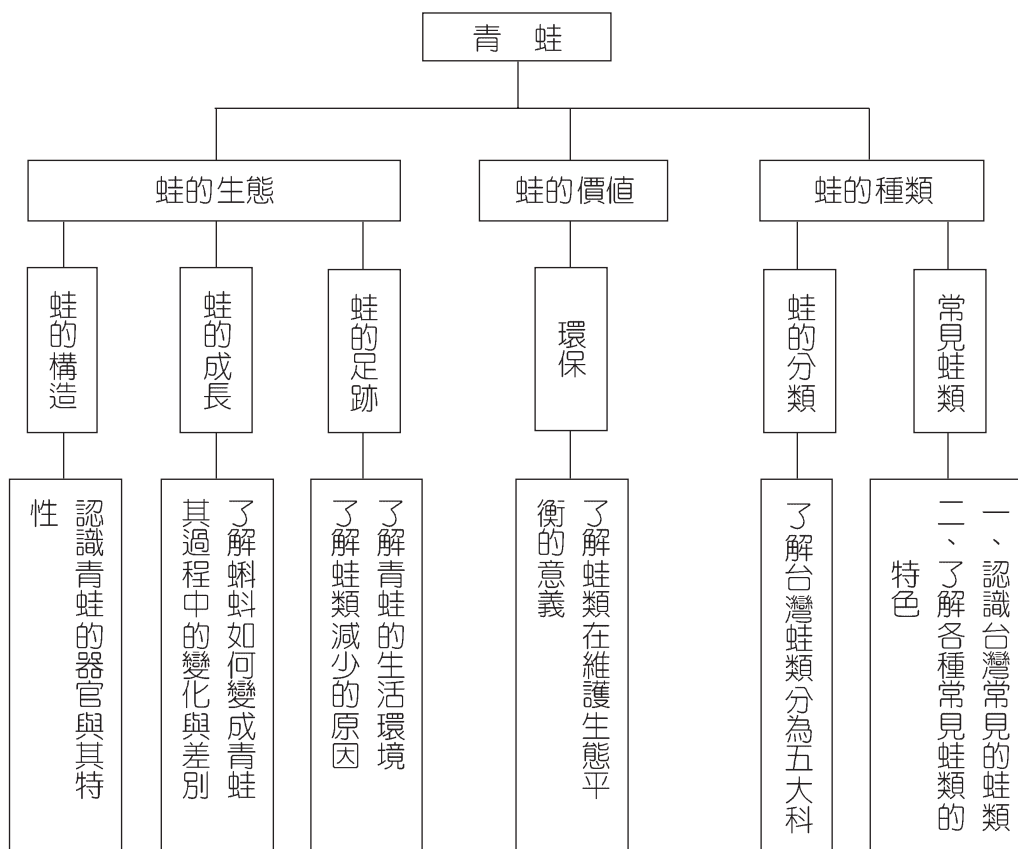 青蛙
蛙的生態
蛙的價值
蛙的種類
蛙的構造
蛙的成長
蛙的足跡
環保
蛙的分類
常見蛙類
認識青蛙的器官與其特
性
了解蝌蚪如何變成青蛙
其過程中的變化與差別
了解青蛙的生活環境
了解蛙類減少的原因
了解蛙類在維護生態平
衡的意義
了解台灣蛙類分為五大科
一、認識台灣常見的蛙類
二、了解各種常見蛙類的
特色